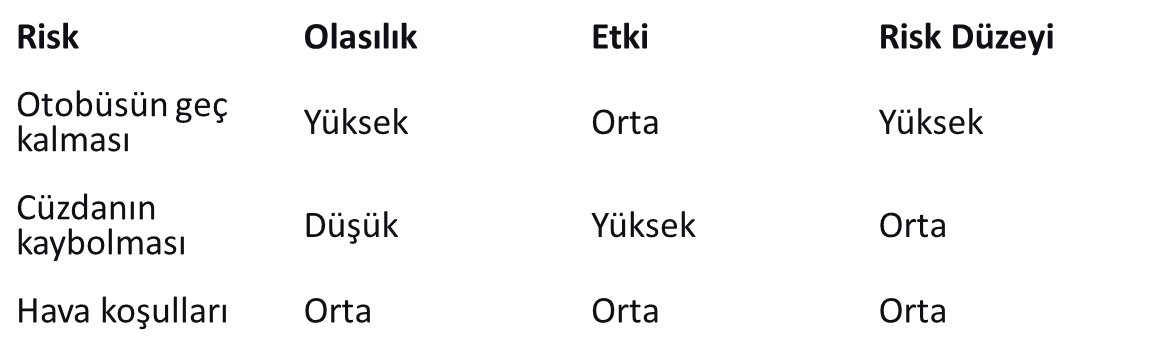 Risk Olasılık Etki Risk Düzeyi
Otobüsün geç
kalması
Yüksek Orta Yüksek
Cüzdanın
kaybolması
Düşük Yüksek Orta
Hava koşulları Orta Orta Orta